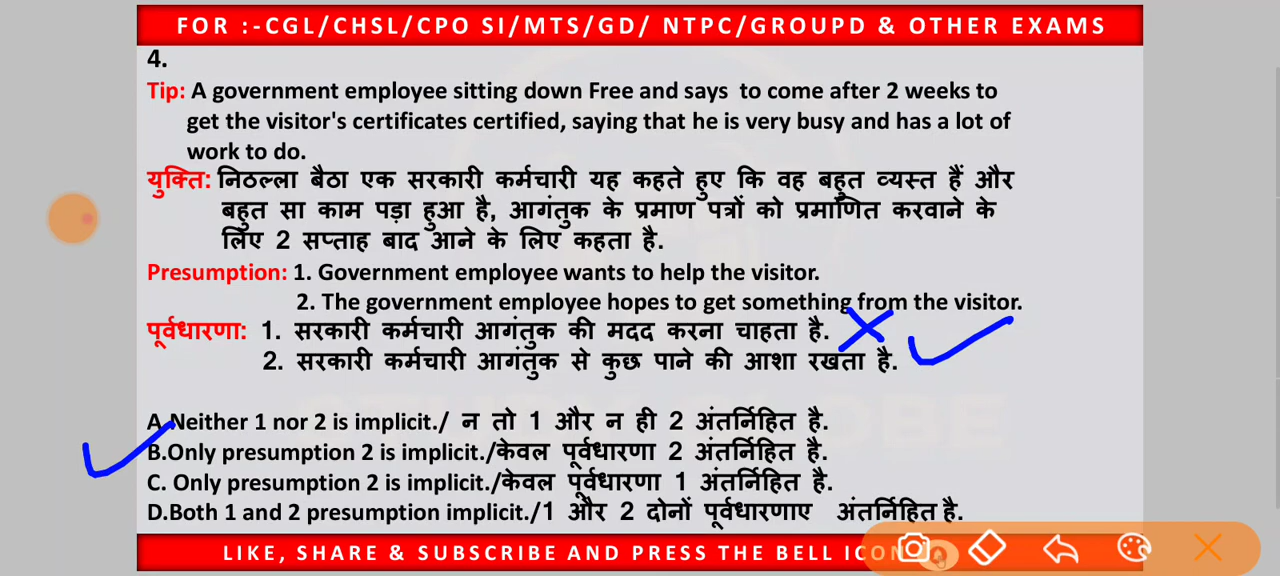 FOR :-CGL/CHSL/CPO SI/MTS/GD/ NTPC/GROUPD & OTHER EXAMS
4.
Tip: A government employee sitting down Free and says to come after 2 weeks to
get the visitor's certificates certified, saying that he is very busy and has a lot of
work to do.
युक्ति: निठल्ला बैठा एक सरकारी कर्मचारी यह कहते हुए कि वह बहुत व्यस्त हैं और
बहुत सा काम पड़ा हुआ है, आगंतुक के प्रमाण पत्रों को प्रमाणित करवाने के
लिए 2 सप्ताह बाद आने के लिए कहता है.
Presumption: 1. Government employee wants to help the visitor.
2. The government employee hopes to get something from the visitor.
पूर्वधारणा: 1. सरकारी कर्मचारी आगंतुक की मदद करना चाहता है.
2. सरकारी कर्मचारी आगंतुक से कुछ पाने की आशा रखता है.
A.Neither 1 nor 2 is implicit./ न तो 1 और न ही 2 अंतर्निहित है.
B.Only presumption 2 is implicit./केवल पूर्वधारणा 2 अंतर्निहित है.
C. Only presumption 2 is implicit./केवल पूर्वधारणा 1 अंतर्निहित है.
D.Both 1 and 2 presumption implicit./1 और 2 दोनों पूर्वधारणाए अंतर्निहित है.
LIKE, SHARE & SUBSCRIBE AND PRESS THE BELL ICON